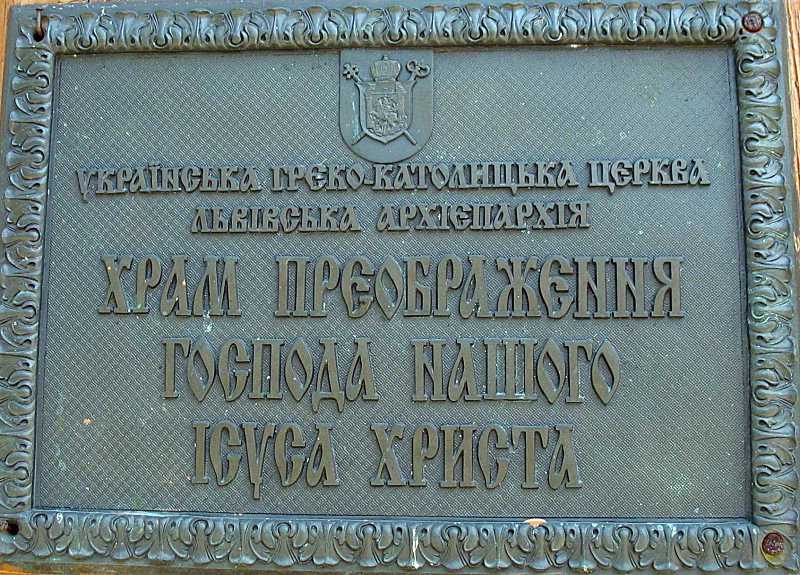 УКРАЇНСЬКА ГРЕКО-КАТОЛИЦЬКА ЦЕРКВА
ЛЬВІВСЬКА АРХІЄПАРХІЯ
ХРАМ ПРЕОБРАЖЕННЯ
ГОСПОДА НАШОГО
ІСУСА ХРИСТА